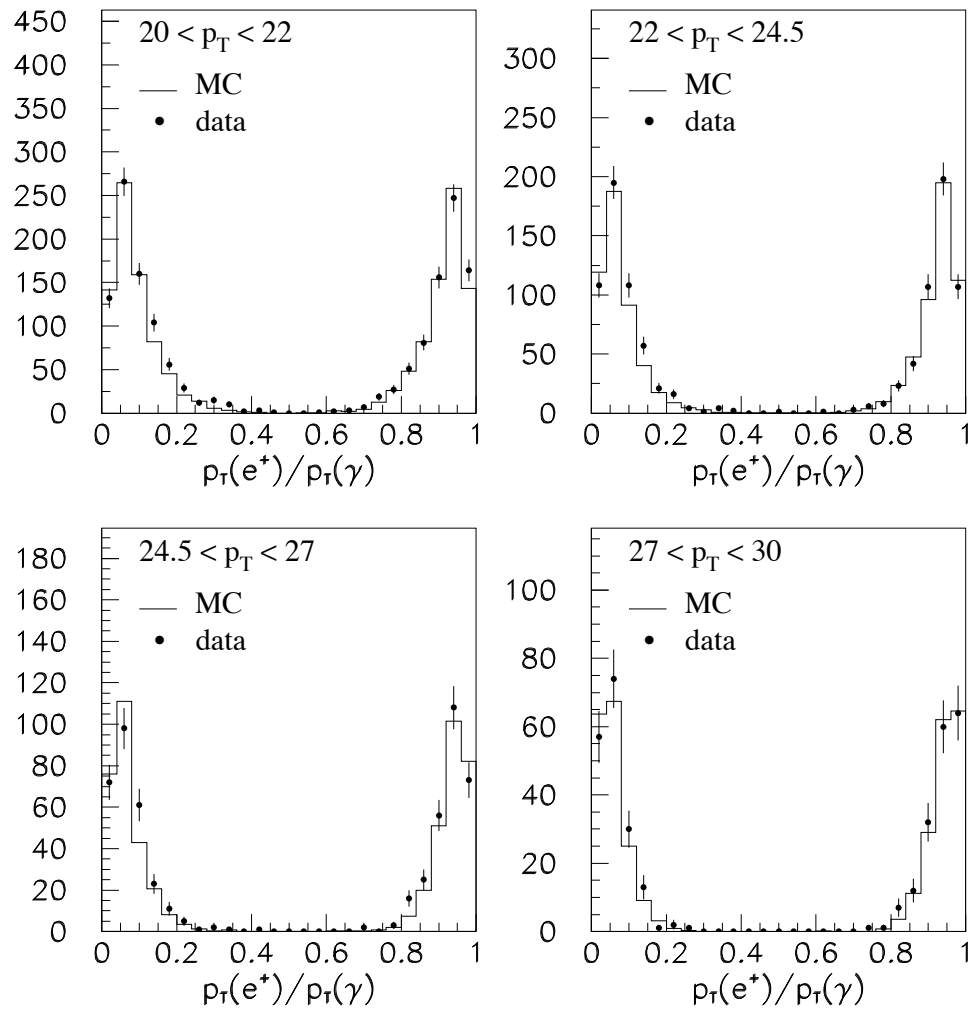 20 < p_T < 22
MC
data
450
400
350
300
250
200
150
100
50
0
0 0.2 0.4 0.6 0.8 1
p_T(e⁺)/p_T(γ)
22 < p_T < 24.5
MC
data
300
250
200
150
100
50
0
0 0.2 0.4 0.6 0.8 1
p_T(e⁺)/p_T(γ)
24.5 < p_T < 27
MC
data
180
160
140
120
100
80
60
40
20
0
0 0.2 0.4 0.6 0.8 1
p_T(e⁺)/p_T(γ)
27 < p_T < 30
MC
data
100
80
60
40
20
0
0 0.2 0.4 0.6 0.8 1
p_T(e⁺)/p_T(γ)